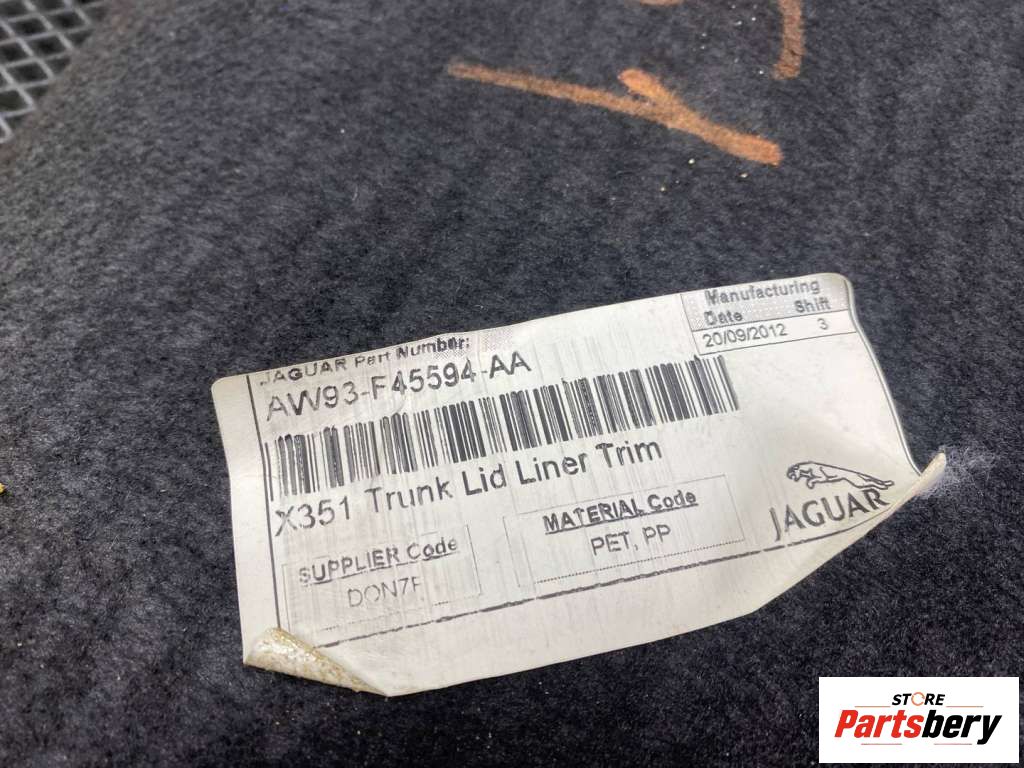 JAGUAR Part Number:
AW93-F45594-AA
Manufacturing
Date Shift
20/09/2012 3
X351 Trunk Lid Liner Trim
SUPPLIER Code
DON7F
MATERIAL Code
PET, PP
JAGUAR
STORE
Partsbery